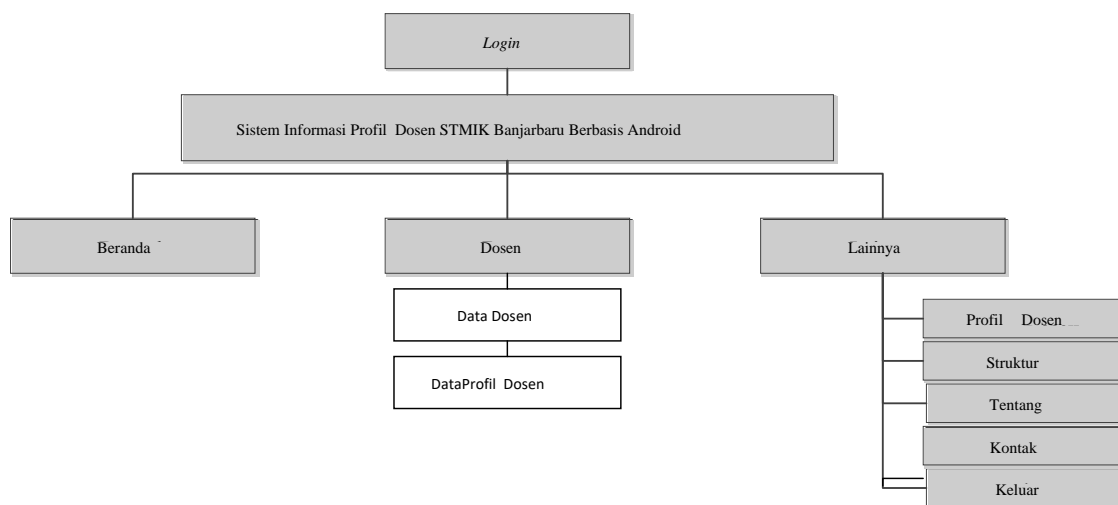 Login
Sistem Informasi Profil Dosen STMIK Banjarbaru Berbasis Android
Beranda
Dosen
Lainnya
Data Dosen
DataProfil Dosen
Profil Dosen
Struktur
Tentang
Kontak
Keluar